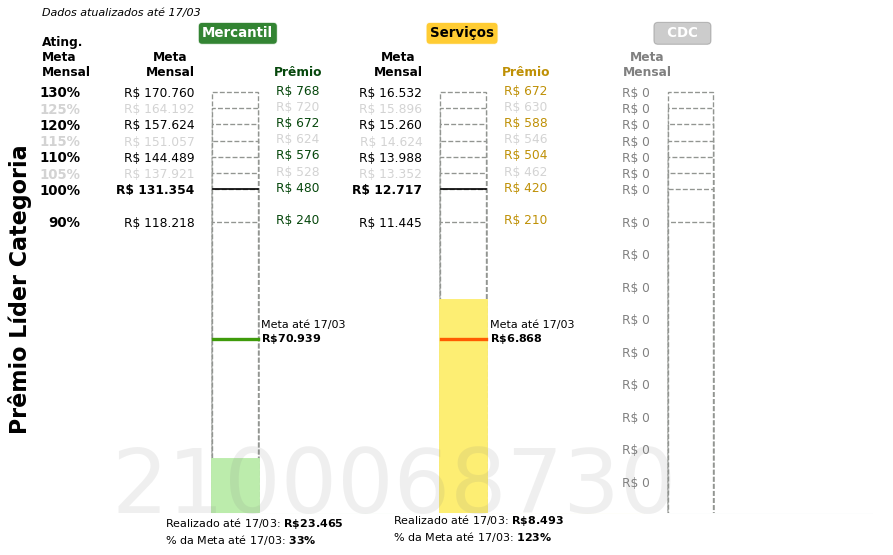 Dados atualizados até 17/03
Mercantil Serviços CDC
Ating. Meta Mensal Meta Mensal Prêmio Meta Mensal Prêmio Meta Mensal
130% R$ 170.760 R$ 768 R$ 16.532 R$ 672 R$ 0
125% R$ 164.192 R$ 720 R$ 15.896 R$ 630 R$ 0
120% R$ 157.624 R$ 672 R$ 15.260 R$ 588 R$ 0
115% R$ 151.057 R$ 624 R$ 14.624 R$ 546 R$ 0
110% R$ 144.489 R$ 576 R$ 13.988 R$ 504 R$ 0
105% R$ 137.921 R$ 528 R$ 13.352 R$ 462 R$ 0
100% R$ 131.354 R$ 480 R$ 12.717 R$ 420 R$ 0
90% R$ 118.218 R$ 240 R$ 11.445 R$ 210 R$ 0
R$ 0
R$ 0
R$ 0
R$ 0
R$ 0
R$ 0
R$ 0
R$ 0
Meta até 17/03
R$70.939
Meta até 17/03
R$6.868
Prêmio Líder Categoria
2100068730
Realizado até 17/03: R$23.465
% da Meta até 17/03: 33%
Realizado até 17/03: R$8.493
% da Meta até 17/03: 123%